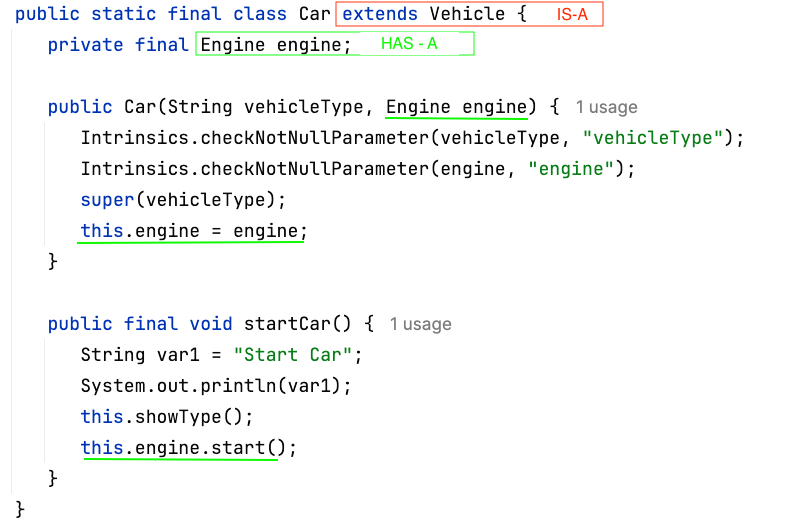 public static final class Car extends Vehicle { IS-A
private final Engine engine; HAS - A
public Car(String vehicleType, Engine engine) { 1 usage
Intrinsics.checkNotNullParameter(vehicleType, "vehicleType");
Intrinsics.checkNotNullParameter(engine, "engine");
super(vehicleType);
this.engine = engine;
}
public final void startCar() { 1 usage
String var1 = "Start Car";
System.out.println(var1);
this.showType();
this.engine.start();
}
}